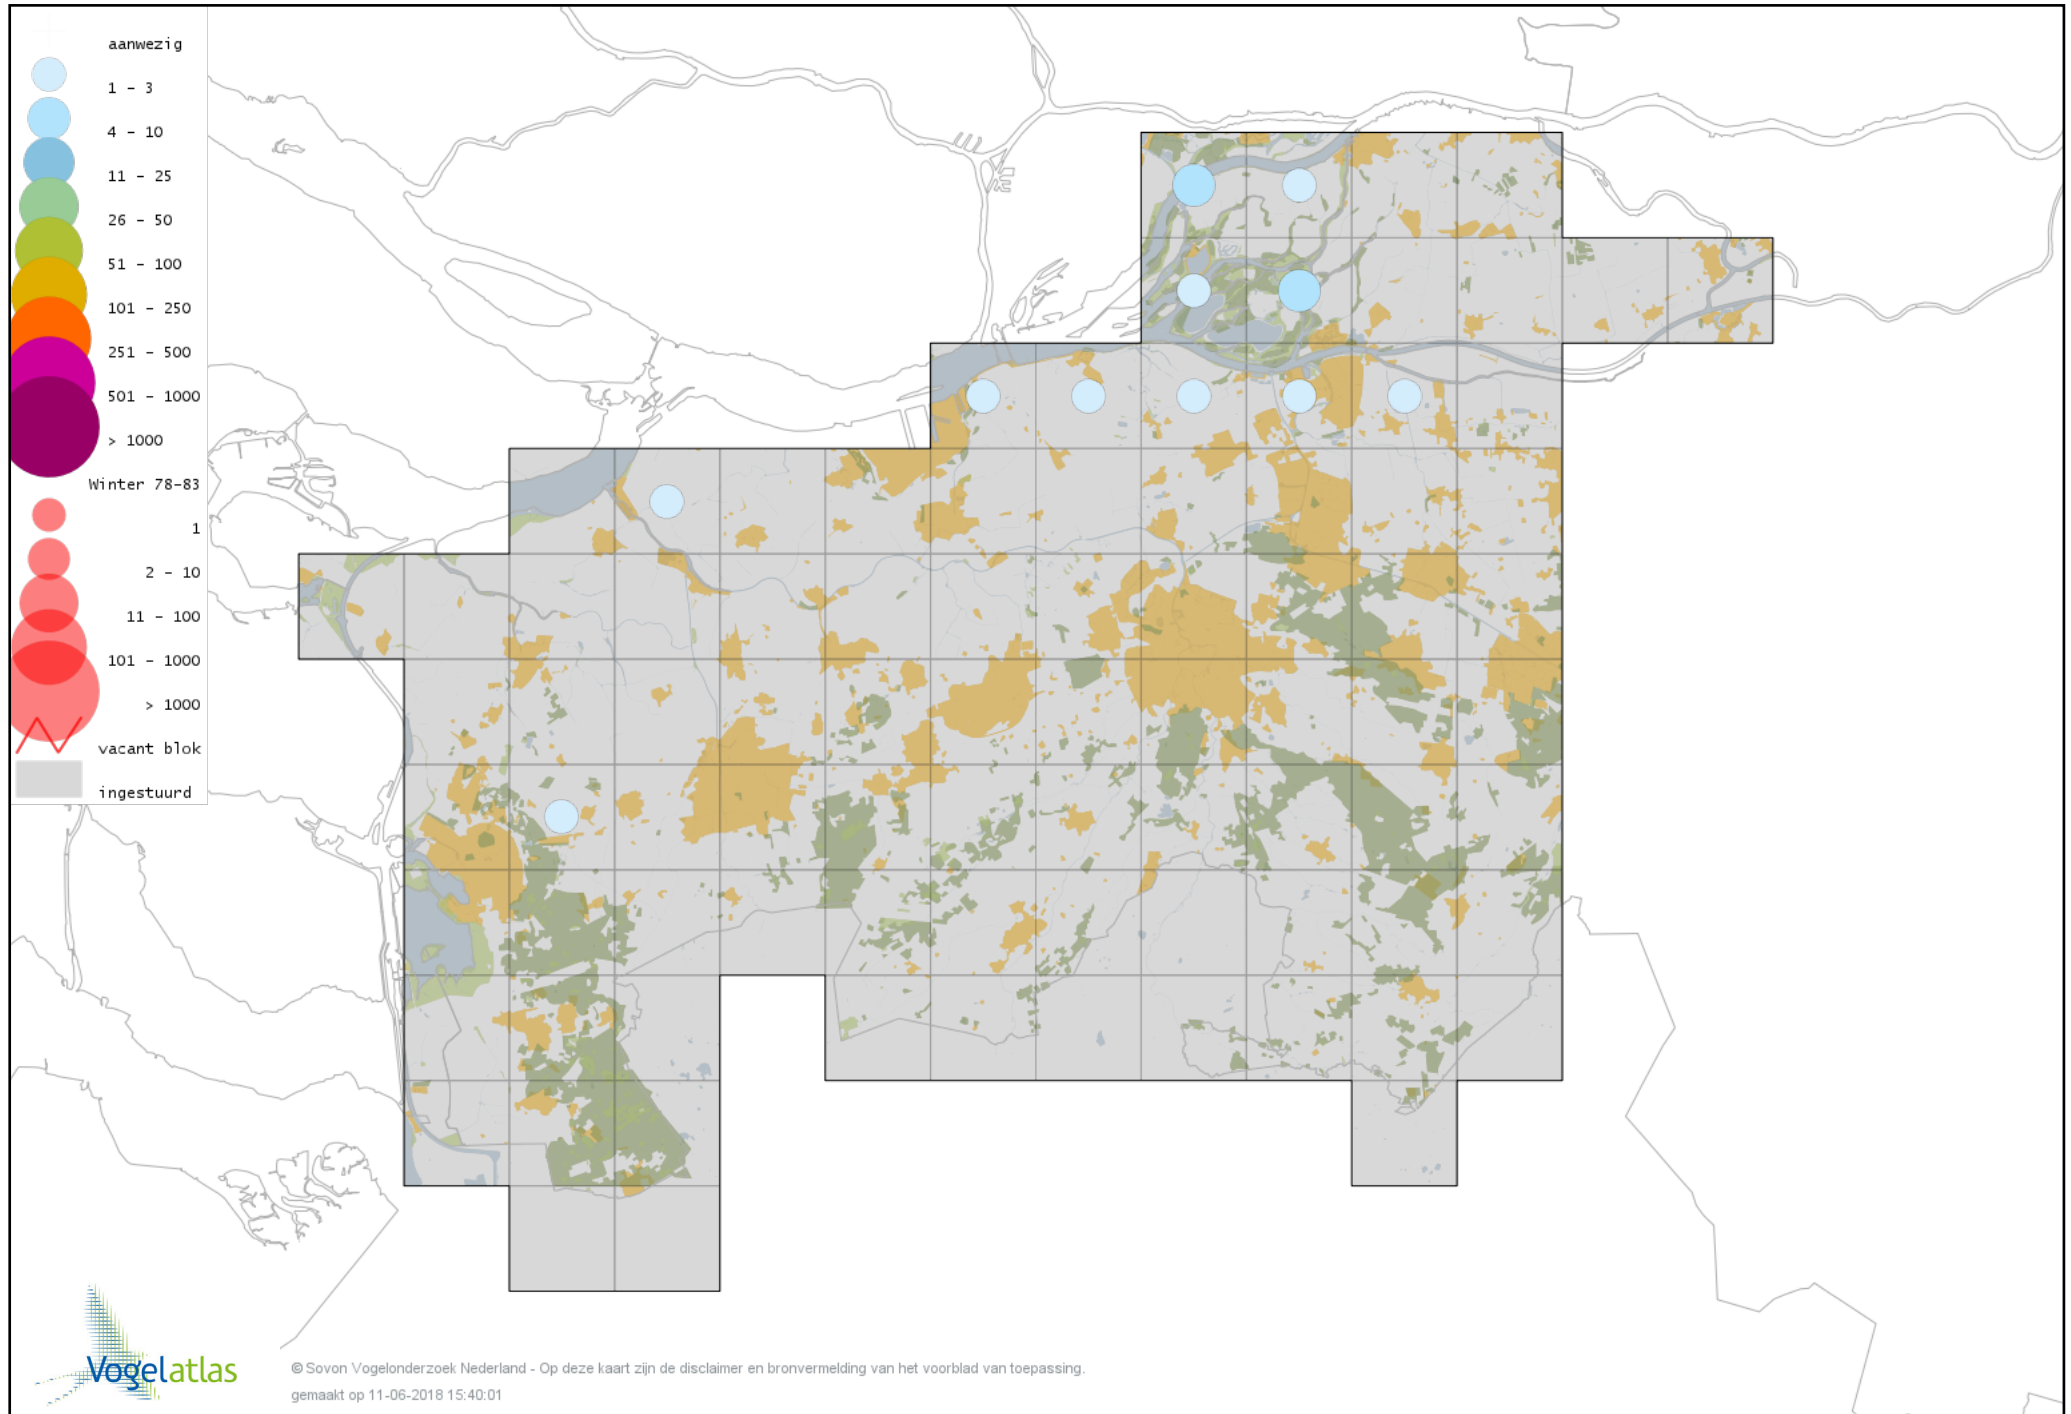 aanwezig
1 - 3
4 - 10
11 - 25
26 - 50
51 - 100
101 - 250
251 - 500
501 - 1000
> 1000
Winter 78-83
1
2 - 10
11 - 100
101 - 1000
> 1000
vacant blok
ingestuurd
Vogelatlas
© Sovon Vogelonderzoek Nederland - Op deze kaart zijn de disclaimer en bronvermelding van het voorblad van toepassing.
gemaakt op 11-06-2018 15:40:01